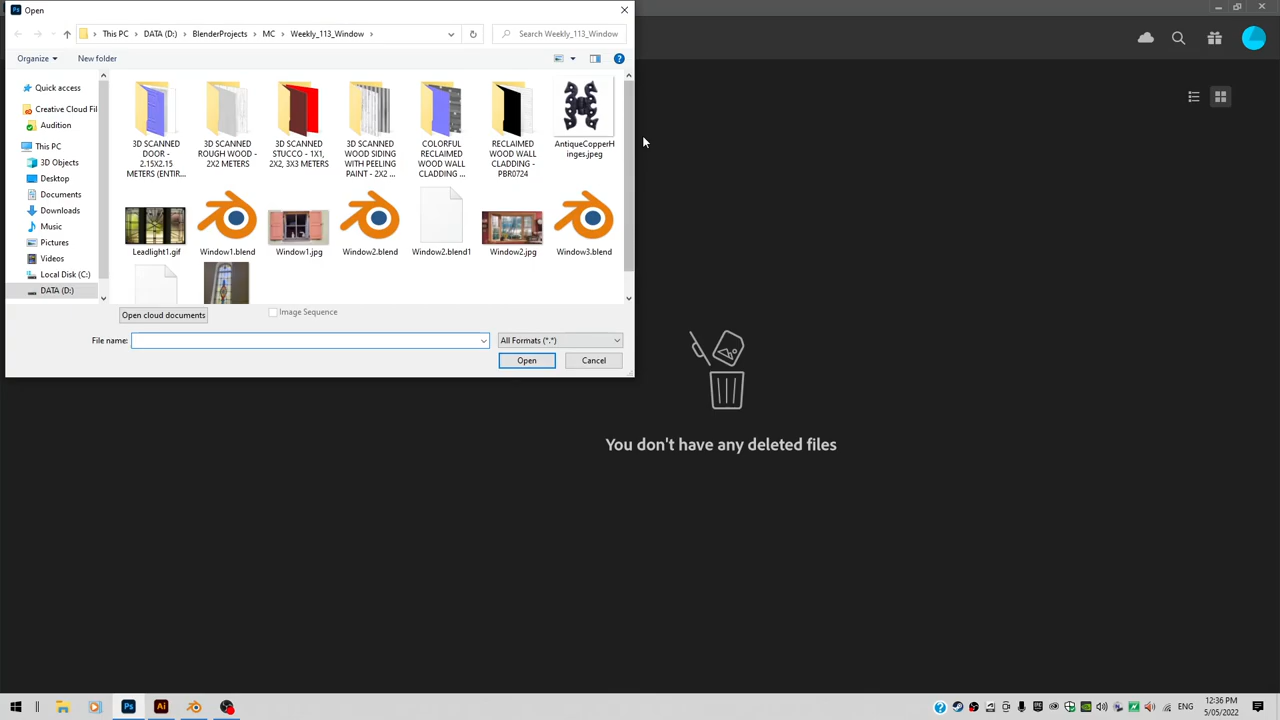 Ps Open
This PC > DATA (D:) > BlenderProjects > MC > Weekly_113_Window >
Search Weekly_113_Window
Organize
New folder
Quick access
Creative Cloud Fil
Audition
This PC
3D Objects
Desktop
Documents
Downloads
Music
Pictures
Videos
Local Disk (C:)
DATA (D:)
3D SCANNED
DOOR -
2.15X2.15
METERS (ENTIR...
3D SCANNED
ROUGH WOOD -
2X2 METERS
3D SCANNED
STUCCO - 1X1,
2X2, 3X3 METERS
3D SCANNED
WOOD SIDING
WITH PEELING
PAINT - 2X2 ...
COLORFUL
RECLAIMED
WOOD WALL
CLADDING ...
RECLAIMED
WOOD WALL
CLADDING -
PBR0724
AntiqueCopperH
inges.jpeg
Leadlight1.gif
Window1.blend
Window1.jpg
Window2.blend
Window2.blend1
Window2.jpg
Window3.blend
Open cloud documents
Image Sequence
File name:
All Formats (*.*)
Open
Cancel
You don't have any deleted files
Ps
Ai
ENG
12:36 PM
5/05/2022